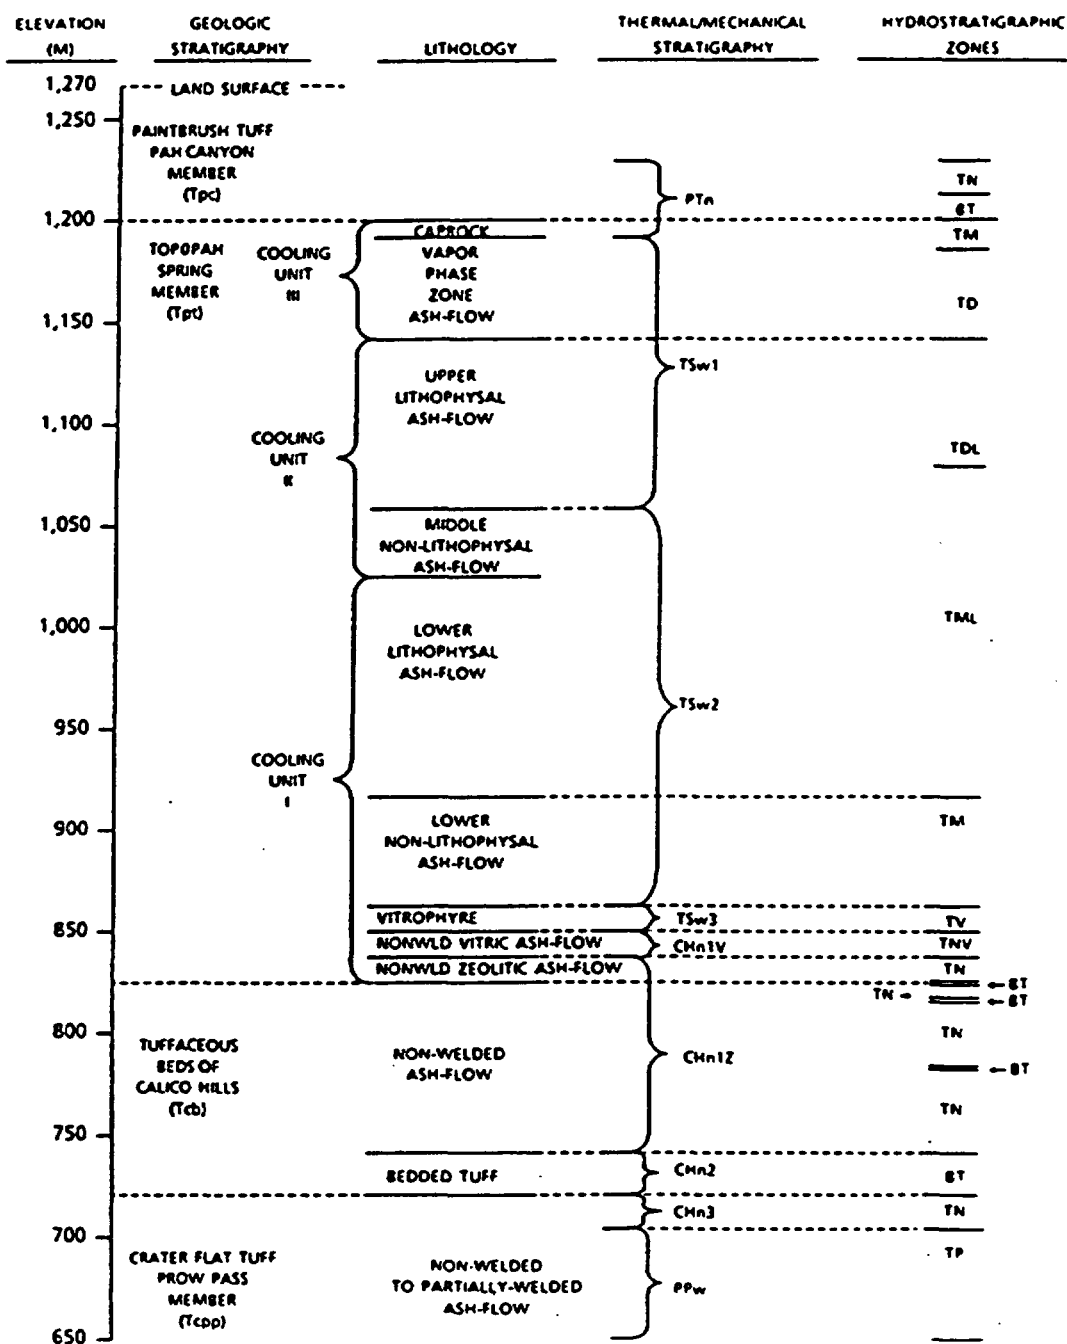 ELEVATION
(M)
GEOLOGIC
STRATIGRAPHY
LITHOLOGY
THERMAL/MECHANICAL
STRATIGRAPHY
HYDROSTRATIGRAPHIC
ZONES
1,270
LAND SURFACE
1,250
PAINTBRUSH TUFF
PAH CANYON
MEMBER
(Tpc)
PTn
TN
BT
1,200
CAPROCK
TM
TOPOPAH
SPRING
MEMBER
(Tpt)
COOLING
UNIT
III
VAPOR
PHASE
ZONE
ASH-FLOW
TD
1,150
UPPER
LITHOPHYSAL
ASH-FLOW
TSw1
1,100
COOLING
UNIT
II
TDL
1,050
MIDDLE
NON-LITHOPHYSAL
ASH-FLOW
1,000
LOWER
LITHOPHYSAL
ASH-FLOW
TML
950
TSw2
COOLING
UNIT
I
900
LOWER
NON-LITHOPHYSAL
ASH-FLOW
TM
VITROPHYRE
TSw3
TV
850
NONWLD VITRIC ASH-FLOW
CHn1V
TNV
NONWLD ZEOLITIC ASH-FLOW
TN
BT
TN
BT
800
TUFFACEOUS
BEDS OF
CALICO HILLS
(Tcb)
NON-WELDED
ASH-FLOW
CHn1Z
TN
BT
TN
750
BEDDED TUFF
CHn2
BT
CHn3
TN
700
CRATER FLAT TUFF
PROW PASS
MEMBER
(Tcpp)
NON-WELDED
TO PARTIALLY-WELDED
ASH-FLOW
PPw
TP
650